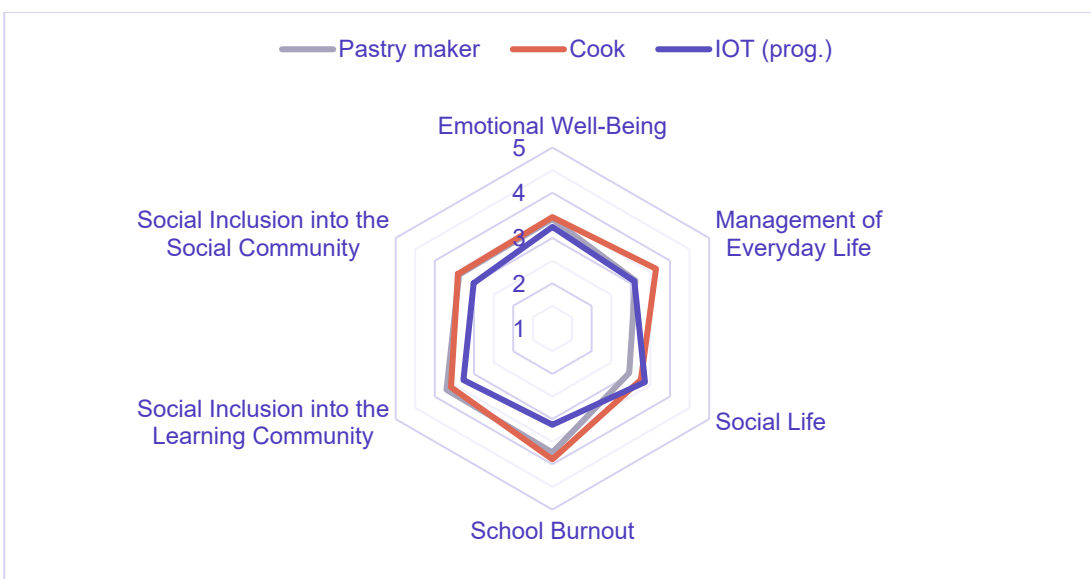 Pastry maker Cook IOT (prog.)
Emotional Well-Being
5
4
3
2
1
Management of
Everyday Life
Social Life
School Burnout
Social Inclusion into the
Learning Community
Social Inclusion into the
Social Community